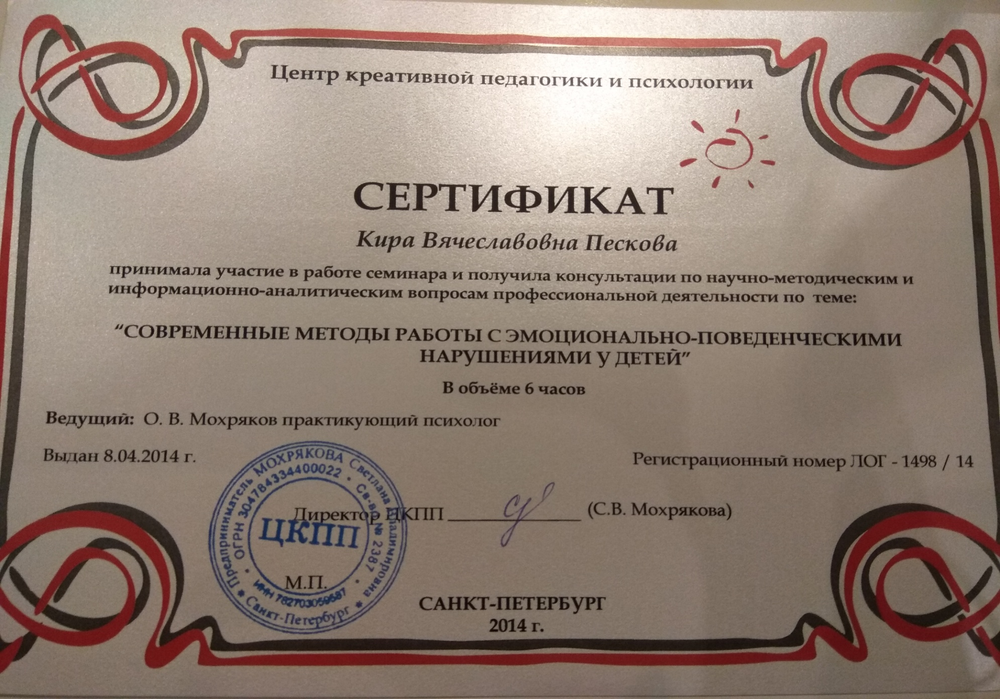 Центр креативной педагогики и психологии
СЕРТИФИКАТ
Кира Вячеславовна Пескова
принимала участие в работе семинара и получила консультации по научно-методическим и
информационно-аналитическим вопросам профессиональной деятельности по теме:
“СОВРЕМЕННЫЕ МЕТОДЫ РАБОТЫ С ЭМОЦИОНАЛЬНО-ПОВЕДЕНЧЕСКИМИ
НАРУШЕНИЯМИ У ДЕТЕЙ”
В объёме 6 часов
Ведущий: О. В. Мохряков практикующий психолог
Выдан 8.04.2014 г.
Регистрационный номер ЛОГ - 1498 / 14
Директор ЦКПП (С.В. Мохрякова)
М.П.
Предприниматель МОХРЯКОВА Светлана Владимировна * Санкт-Петербург *
ОГРН 304784334400022 • Св-во № 2387 •
ИНН 782703059587
ЦКПП
САНКТ-ПЕТЕРБУРГ
2014 г.